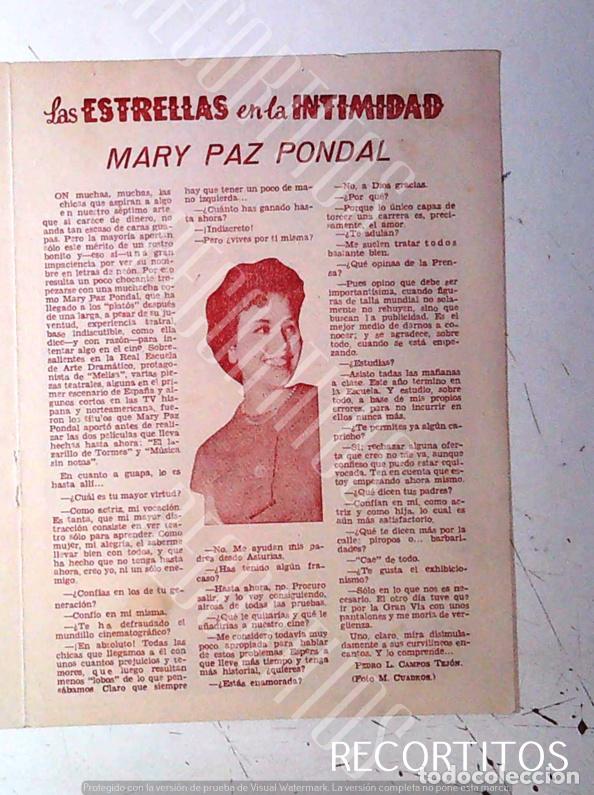 Las ESTRELLAS en la INTIMIDAD
MARY PAZ PONDAL
ON muchas, muchas, las
chicas que aspiran a algo
en nuestro séptimo arte,
que si carece de dinero, no
anda tan escaso de caras gua-
pas. Pero la mayoría aportan
sólo este mérito de un rostro
bonito y—eso sí—una gran
impaciencia por ver su nom-
bre en letras de neón. Por eso
resulta un poco chocante tro-
pezarse con una muchacha co-
mo Mary Paz Pondal, que ha
llegado a los "platós" después
de una larga, a pesar de su ju-
ventud, experiencia teatral,
base indiscutible, como ella
dice—y con razón—para in-
tentar algo en el cine Sobre-
salientes en la Real Escuela
de Arte Dramático, protago-
nista de "Melisa", varias pie-
zas teatrales, alguna en el pri-
mer escenario de España y al-
gunos cortos en las TV his-
pana y norteamericana, fue-
ron los títulos que Mary Paz
Pondal aportó antes de reali-
zar las dos películas que lleva
hechas hasta ahora: "El la-
zarillo de Tormes" y "Música
sin notas".
En cuanto a guapa, lo es
hasta allí...
—¿Cuál es tu mayor virtud?
—Como actriz, mi vocación
Es tanta, que mi mayor dis-
tracción consiste en ver tea-
tro sólo para aprender. Como
mujer, mi alegría, el saberme
llevar bien con todos, y que
ha hecho que no tenga hasta
ahora, creo yo, ni un sólo ene-
migo.
—¿Confías en los de tu ge-
neración?
—Confío en mí misma.
—¿Te ha defraudado el
mundillo cinematográfico?
—¡En absoluto! Todas las
chicas que llegamos a él con
unos cuantos prejuicios y te-
mores, que luego resultan
menos "lobos" de lo que pen-
sábamos Claro que siempre
hay que tener un poco de ma-
no izquierda...
—¿Cuánto has ganado has-
ta ahora?
—¡Indiscreto!
—Pero ¿vives por ti misma?
—No. Me ayudan mis pa-
dres desde Asturias.
—¿Has tenido algún fra-
caso?
—Hasta ahora, no. Procuro
salir, y lo voy consiguiendo,
airosa de todas las pruebas.
—¿Qué le quitarías y qué le
añadirías a nuestro cine?
—Me considero todavía muy
poco apropiada para hablar
de estos problemas Espera a
que lleve más tiempo y tenga
más historial, ¿quieres?
—¿Estás enamorada?
—No, a Dios gracias.
—¿Por qué?
—Porque lo único capaz de
torcer una carrera es, preci-
samente, el amor.
—¿Te adulan?
—Me suelen tratar todos
bastante bien.
—¿Qué opinas de la Pren-
sa?
—Pues opino que debe ser
importantísima, cuando figu-
ras de talla mundial no sola-
mente no rehuyen, sino que
buscan la publicidad. Es el
mejor medio de darnos a co-
nocer; y se agradece, sobre
todo, cuando se está empe-
zando.
—¿Estudias?
—Asisto todas las mañanas
a clase. Este año termino en
la Escuela. Y estudio, sobre
todo, a base de mis propios
errores, para no incurrir en
ellos nunca más.
—¿Te permites ya algún ca-
pricho?
—Sí; rechazar alguna ofer-
ta que creo no me va, aunque
confieso que puedo estar equi-
vocada. Ten en cuenta que es-
toy empezando ahora mismo.
—¿Qué dicen tus padres?
—Confían en mí, como ac-
triz y como hija, lo cual es
aún más satisfactorio.
—¿Qué te dicen más por la
calle: piropos o... barbari-
dades?
—"Cae" de todo.
—¿Te gusta el exhibicio-
nismo?
—Sólo en lo que nos es ne-
cesario. El otro día tuve que
ir por la Gran Vía con unos
pantalones y me moría de ver-
güenza.
Uno, claro, mira disimula-
damente a sus curvilíneos en-
cantos. Y lo comprende...
PEDRO L. CAMPOS TEJÓN.
(Foto M. CUADROS.)
RECORTITOS
todocoleccion
Protegido con la versión de prueba de Visual Watermark. La versión completa no pone esta marca.